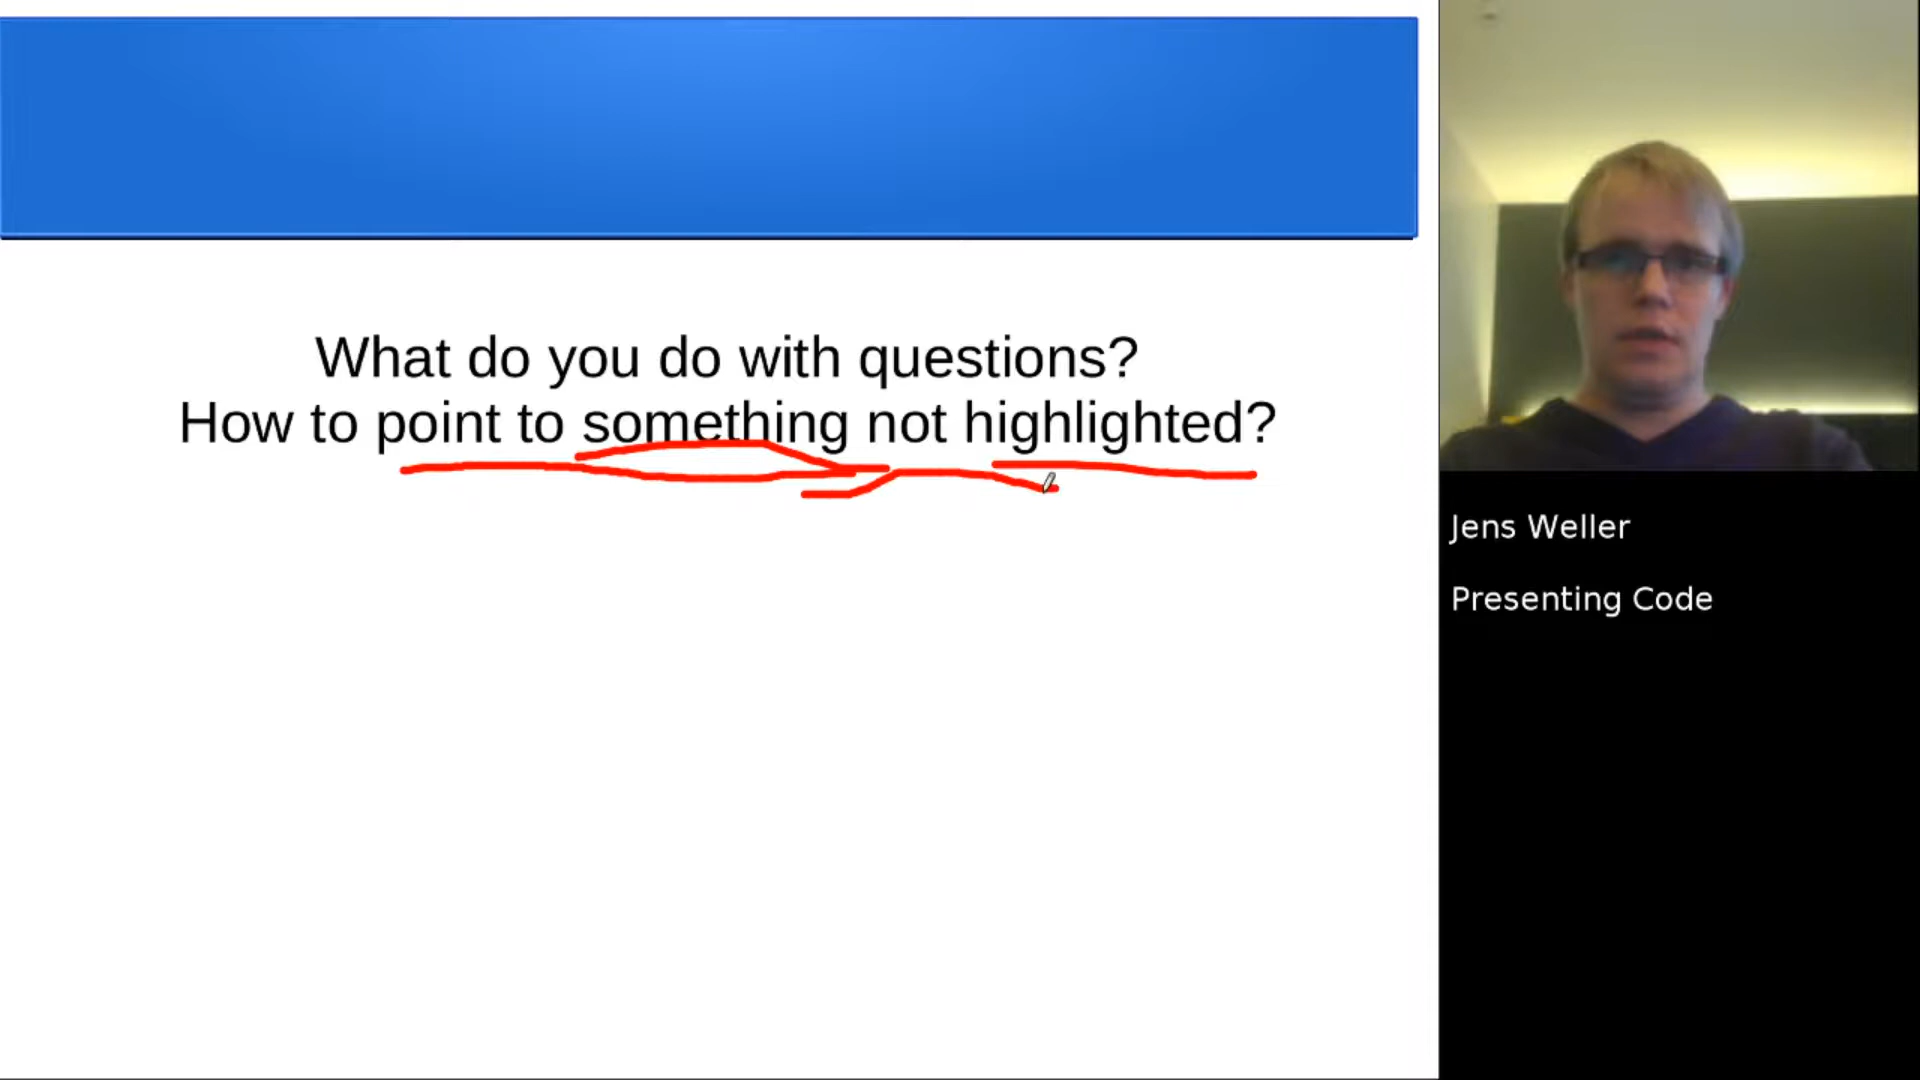 What do you do with questions?
How to point to something not highlighted?
Jens Weller
Presenting Code